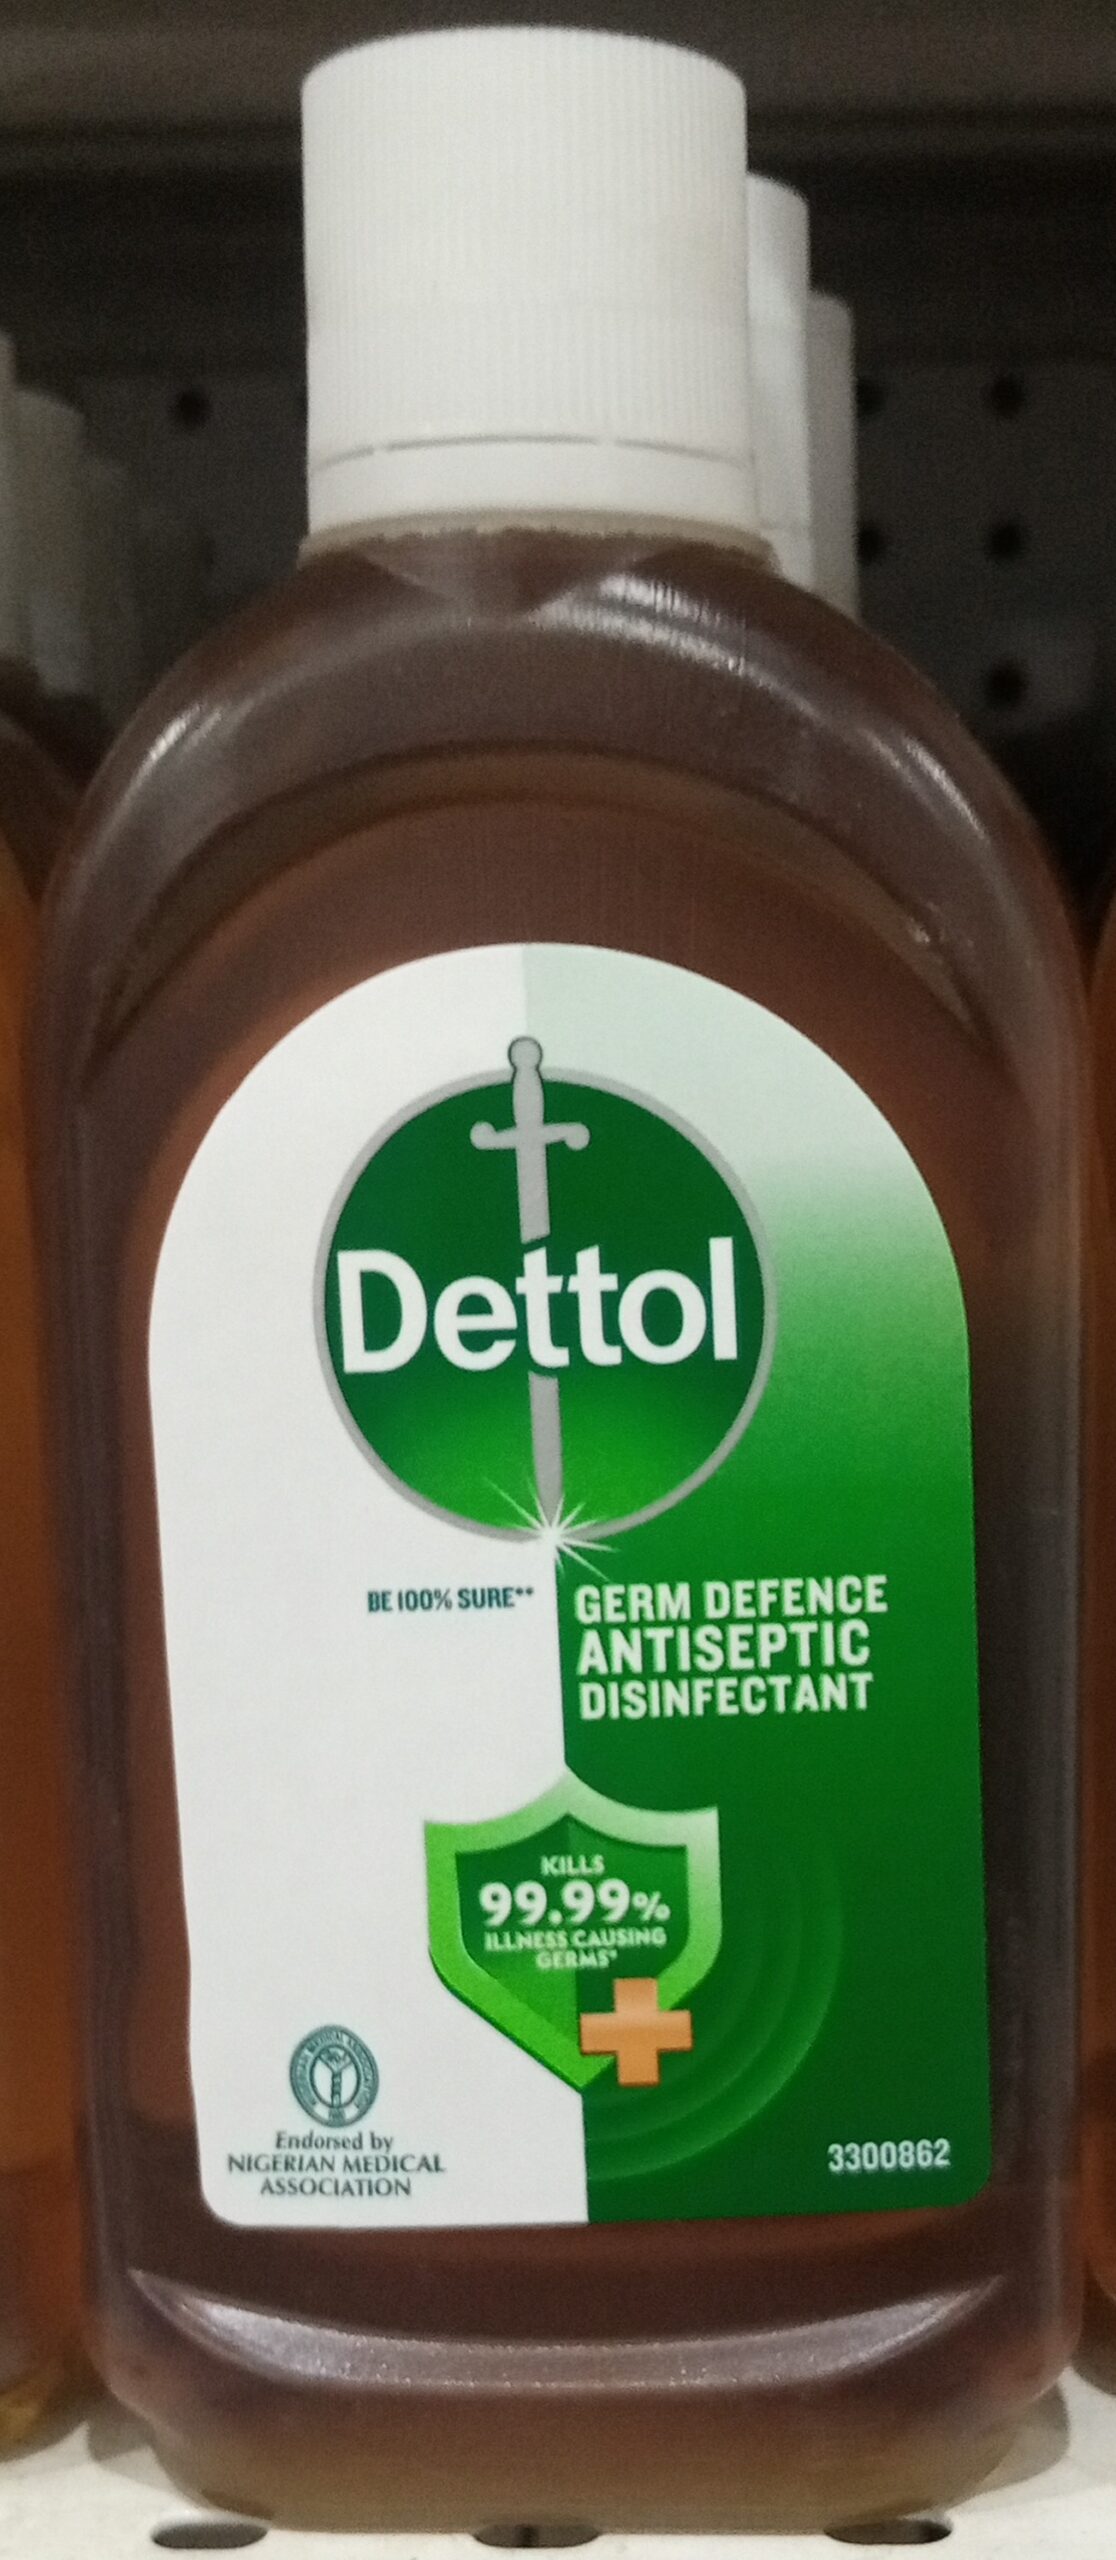 Dettol
BE 100% SURE**
GERM DEFENCE
ANTISEPTIC
DISINFECTANT
KILLS
99.99%
ILLNESS CAUSING
GERMS*
Endorsed by
NIGERIAN MEDICAL
ASSOCIATION
3300862